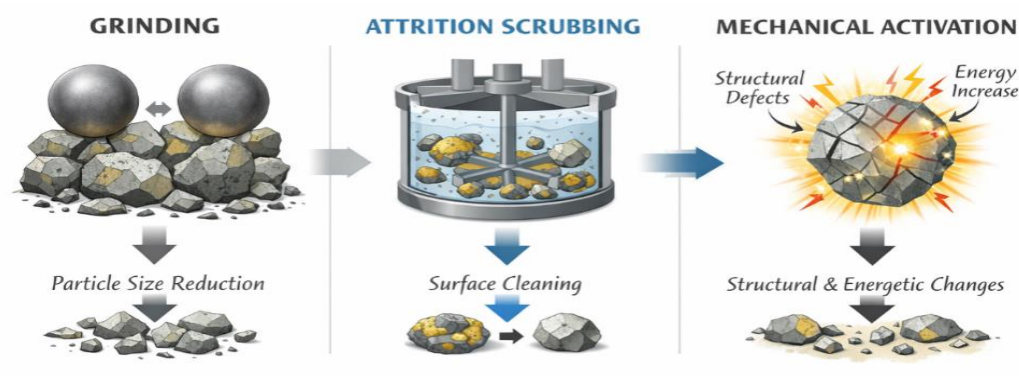 GRINDING
ATTRITION SCRUBBING
MECHANICAL ACTIVATION
Structural
Defects
Energy
Increase
Particle Size Reduction
Surface Cleaning
Structural & Energetic Changes